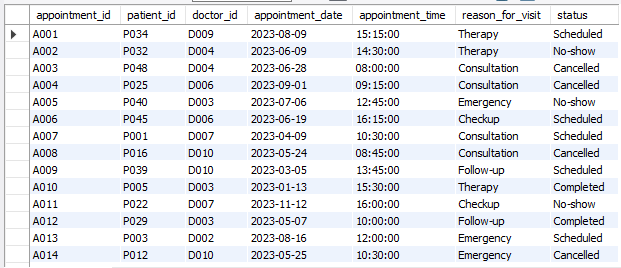 appointment_id patient_id doctor_id appointment_date appointment_time reason_for_visit status
A001 P034 D009 2023-08-09 15:15:00 Therapy Scheduled
A002 P032 D004 2023-06-09 14:30:00 Therapy No-show
A003 P048 D004 2023-06-28 08:00:00 Consultation Cancelled
A004 P025 D006 2023-09-01 09:15:00 Consultation Cancelled
A005 P040 D003 2023-07-06 12:45:00 Emergency No-show
A006 P045 D006 2023-06-19 16:15:00 Checkup Scheduled
A007 P001 D007 2023-04-09 10:30:00 Consultation Scheduled
A008 P016 D010 2023-05-24 08:45:00 Consultation Cancelled
A009 P039 D010 2023-03-05 13:45:00 Follow-up Scheduled
A010 P005 D003 2023-01-13 15:30:00 Therapy Completed
A011 P022 D007 2023-11-12 16:00:00 Checkup No-show
A012 P029 D003 2023-05-07 10:00:00 Follow-up Completed
A013 P003 D002 2023-08-16 12:00:00 Emergency Scheduled
A014 P012 D010 2023-05-25 10:30:00 Emergency Cancelled